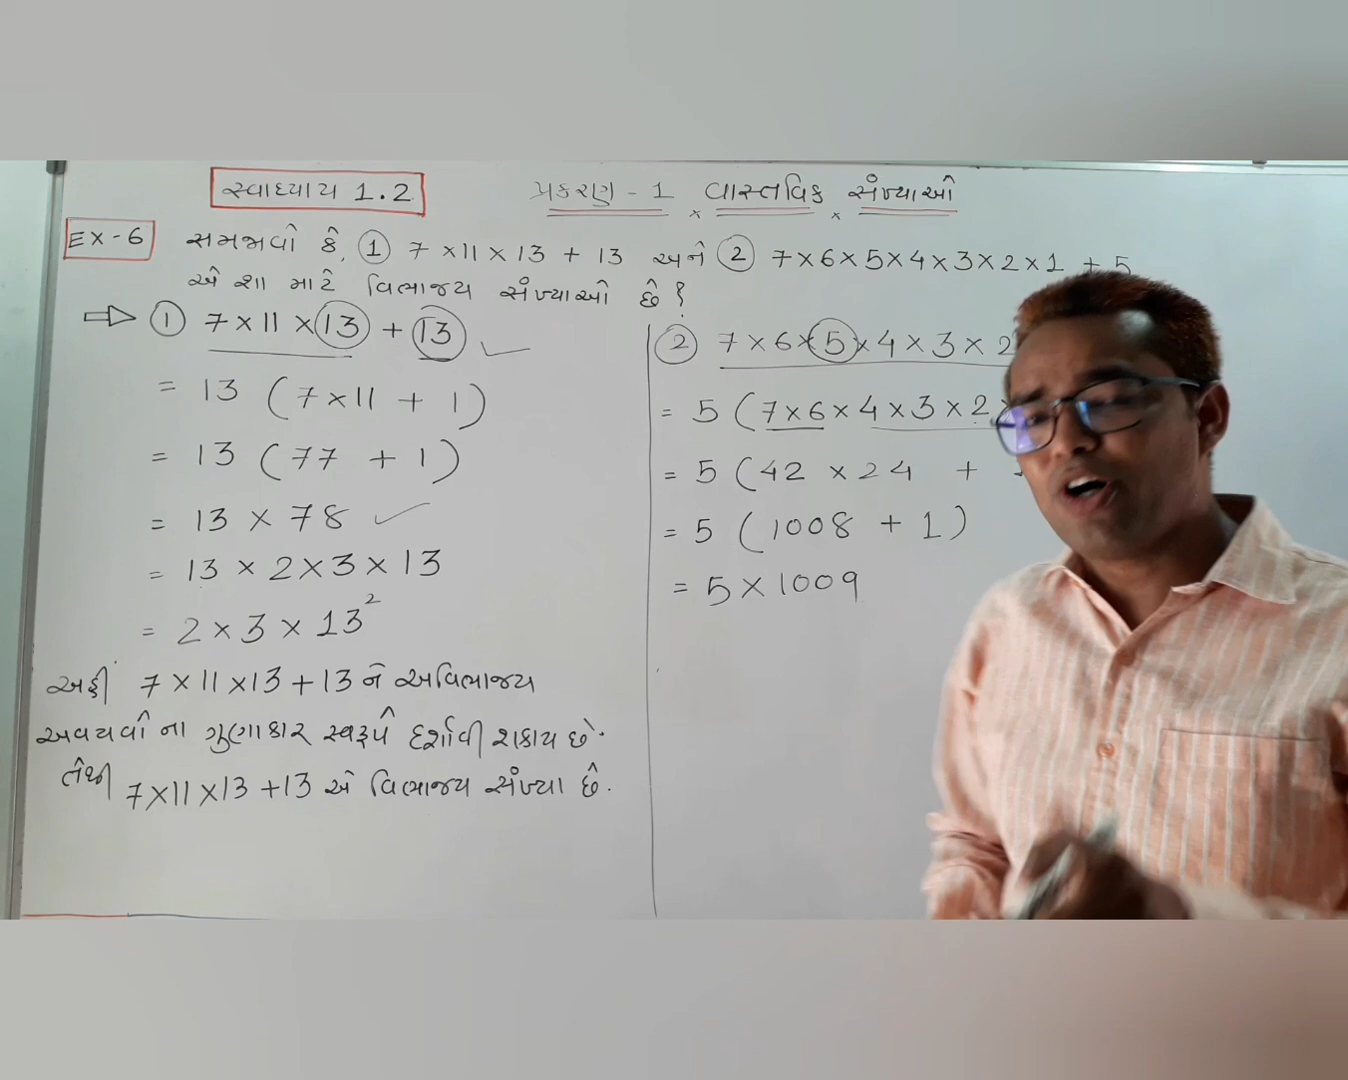 સ્વાધ્યાય 1.2
પ્રકરણ - 1 વાસ્તવિક સંખ્યાઓ
EX-6 સમજાવો કે, ① 7 × 11 × 13 + 13 અને ② 7 × 6 × 5 × 4 × 3 × 2 × 1 + 5
એ શા માટે વિભાજ્ય સંખ્યાઓ છે ?
① 7 × 11 × 13 + 13
= 13 (7 × 11 + 1)
= 13 (77 + 1)
= 13 × 78
= 13 × 2 × 3 × 13
= 2 × 3 × 13²
અહીં 7 × 11 × 13 + 13 ને અવિભાજ્ય
અવયવોના ગુણાકાર સ્વરૂપે દર્શાવી શકાય છે.
તેથી 7 × 11 × 13 + 13 એ વિભાજ્ય સંખ્યા છે.
② 7 × 6 × 5 × 4 × 3 × 2
= 5 (7 × 6 × 4 × 3 × 2 ×
= 5 (42 × 24 +
= 5 (1008 + 1)
= 5 × 1009